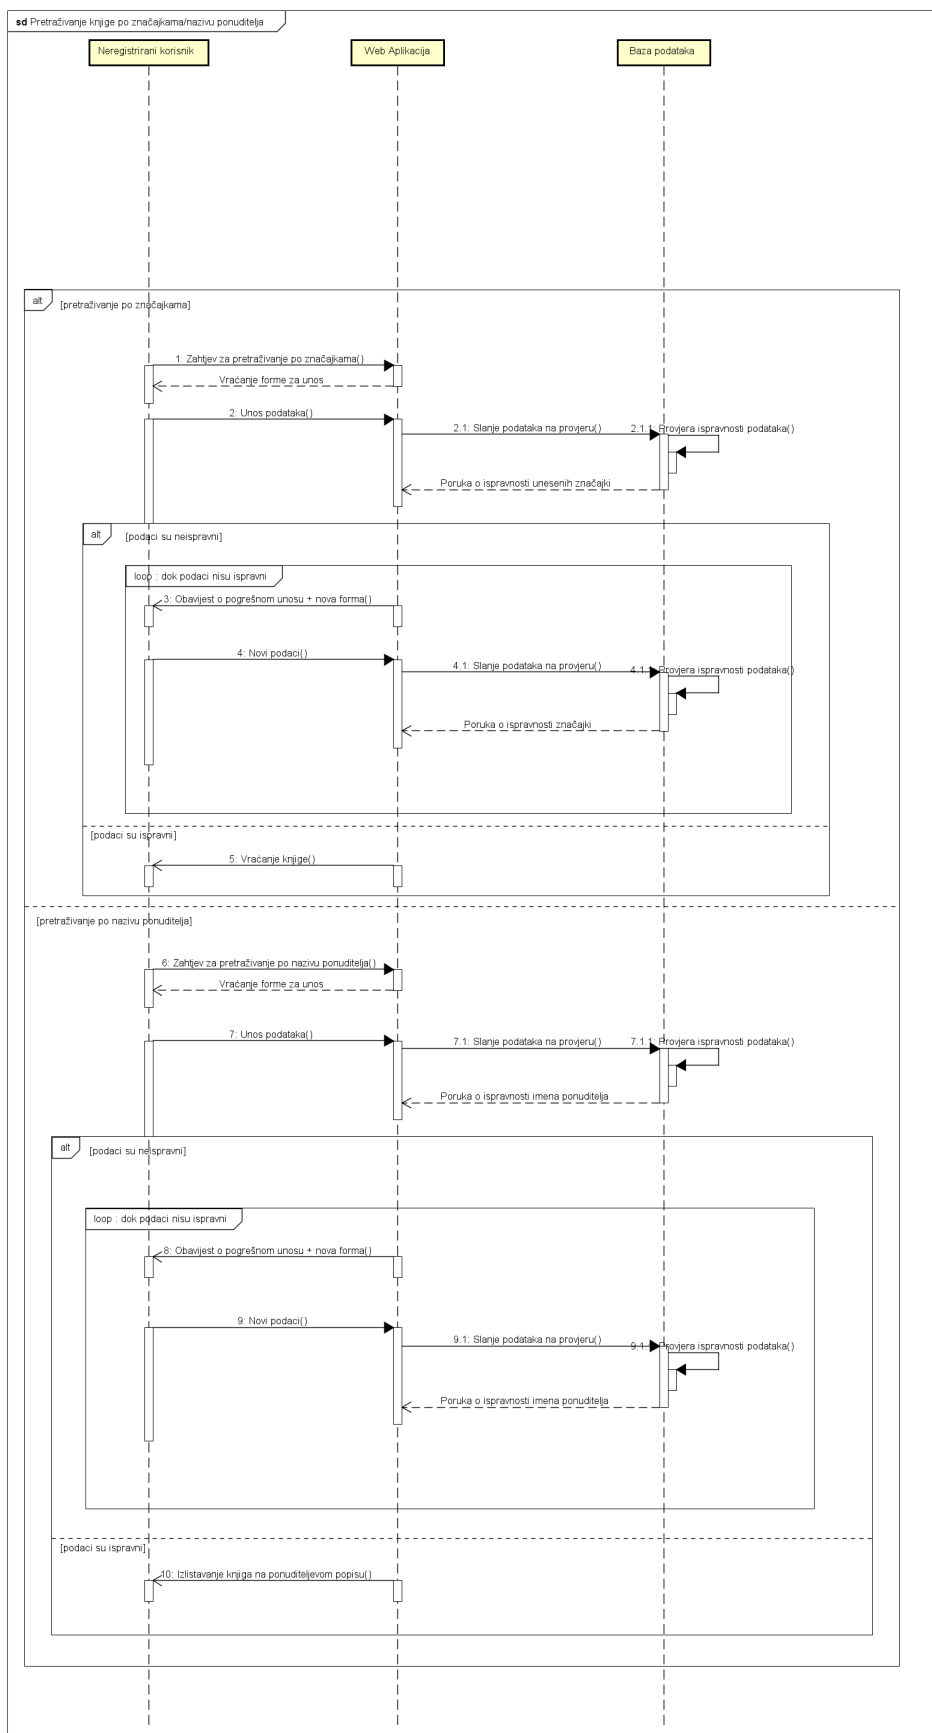 sd Pretraživanje knjige po značajkama/nazivu ponuditelja
Neregistrirani korisnik
Web Aplikacija
Baza podataka
alt
[pretraživanje po značajkama]
1: Zahtjev za pretraživanje po značajkama()
Vraćanje forme za unos
2: Unos podataka()
2.1: Slanje podataka na provjeru()
2.1.1: Provjera ispravnosti podataka()
Poruka o ispravnosti unesenih značajki
alt
[podaci su neispravni]
loop : dok podaci nisu ispravni
3: Obavijest o pogrešnom unosu + nova forma()
4: Novi podaci()
4.1: Slanje podataka na provjeru()
4.1.1: Provjera ispravnosti podataka()
Poruka o ispravnosti značajki
[podaci su ispravni]
5: Vraćanje knjige()
[pretraživanje po nazivu ponuditelja]
6: Zahtjev za pretraživanje po nazivu ponuditelja()
Vraćanje forme za unos
7: Unos podataka()
7.1: Slanje podataka na provjeru()
7.1.1: Provjera ispravnosti podataka()
Poruka o ispravnosti imena ponuditelja
alt
[podaci su neispravni]
loop : dok podaci nisu ispravni
8: Obavijest o pogrešnom unosu + nova forma()
9: Novi podaci()
9.1: Slanje podataka na provjeru()
9.1.1: Provjera ispravnosti podataka()
Poruka o ispravnosti imena ponuditelja
[podaci su ispravni]
10: Izlistavanje knjiga na ponuditeljevom popisu()